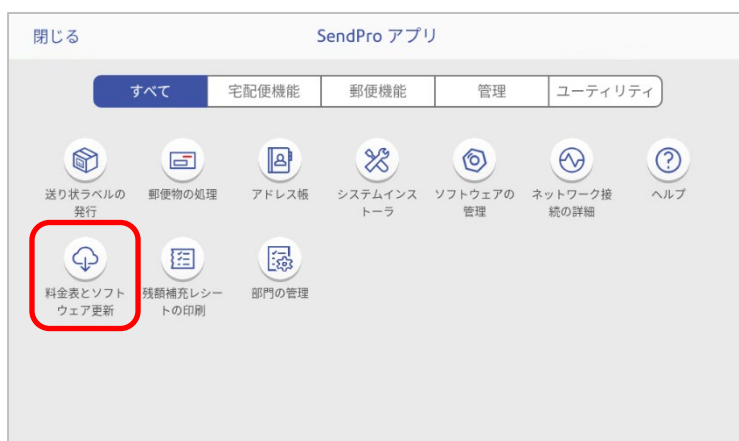 閉じる
SendPro アプリ
すべて
宅配便機能
郵便機能
管理
ユーティリティ
送り状ラベルの
発行
郵便物の処理
アドレス帳
システムインス
トーラ
ソフトウェアの
管理
ネットワーク接
続の詳細
ヘルプ
料金表とソフト
ウェア更新
残額補充レシー
トの印刷
部門の管理